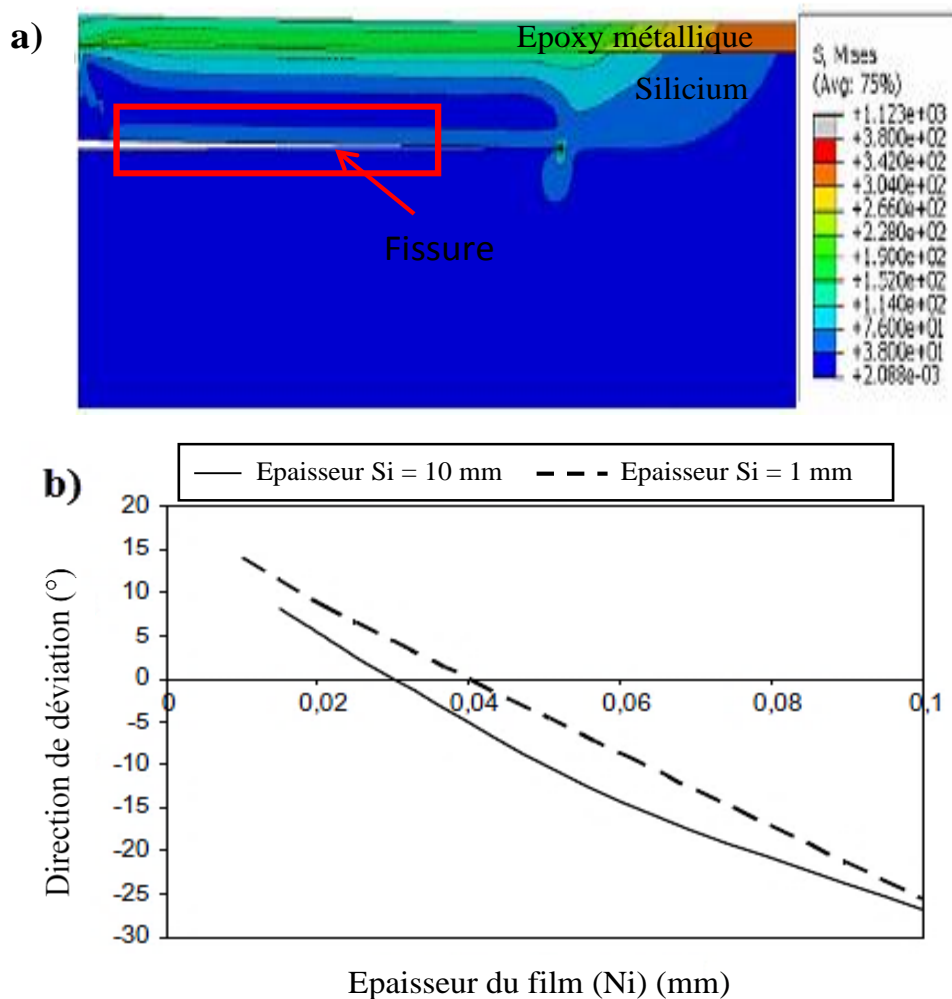 a)
Epoxy métallique
Silicium
Fissure
S, Mises
(Avg: 75%)
+1.123e+03
+3.800e+02
+3.420e+02
+3.040e+02
+2.660e+02
+2.280e+02
+1.900e+02
+1.520e+02
+1.140e+02
+7.600e+01
+3.800e+01
+2.088e-03
b)
Epaisseur Si = 10 mm
Epaisseur Si = 1 mm
Direction de déviation (°)
20
15
10
5
0
-5
-10
-15
-20
-25
-30
0
0,02
0,04
0,06
0,08
0,1
Epaisseur du film (Ni) (mm)